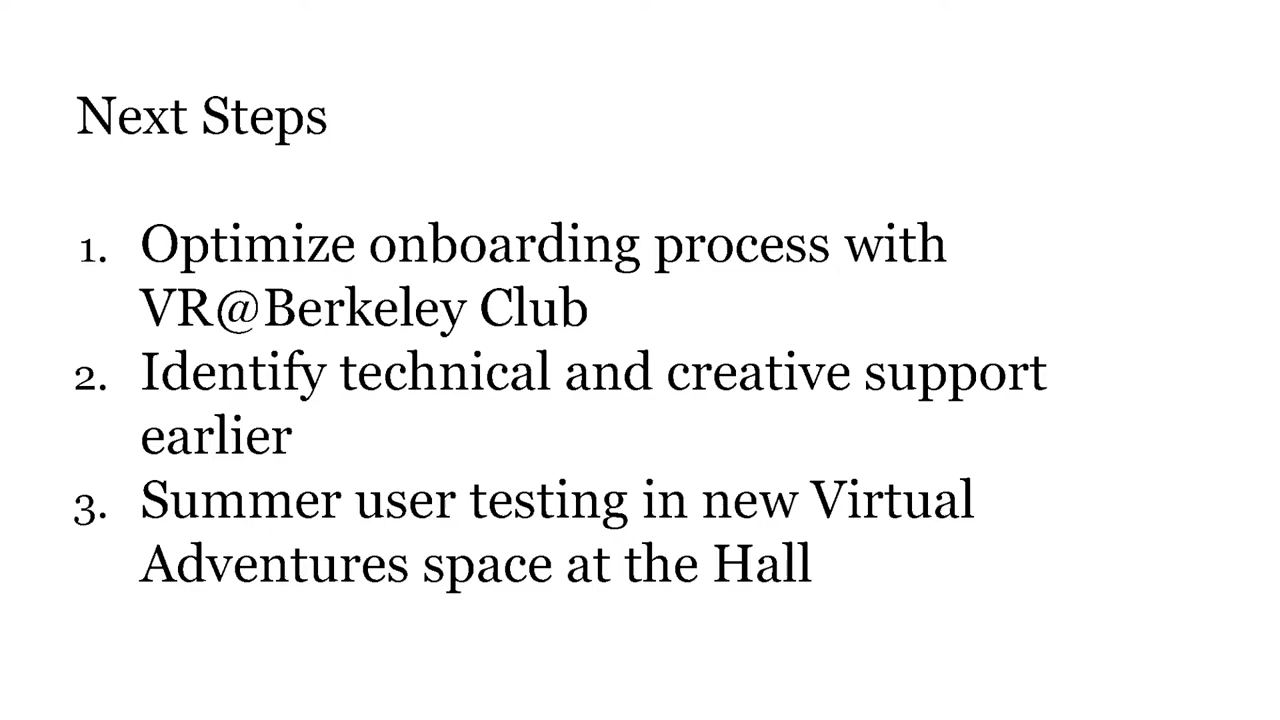 Next Steps
1. Optimize onboarding process with
VR@Berkeley Club
2. Identify technical and creative support
earlier
3. Summer user testing in new Virtual
Adventures space at the Hall